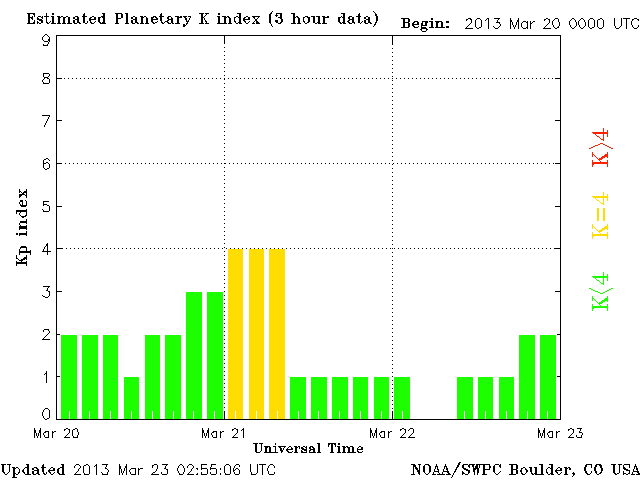 Estimated Planetary K index (3 hour data) Begin: 2013 Mar 20 0000 UTC
9
8
7
6
5
4
3
2
1
0
Kp index
K>4
K=4
K<4
Mar 20 Mar 21 Mar 22 Mar 23
Universal Time
Updated 2013 Mar 23 02:55:06 UTC NOAA/SWPC Boulder, CO USA